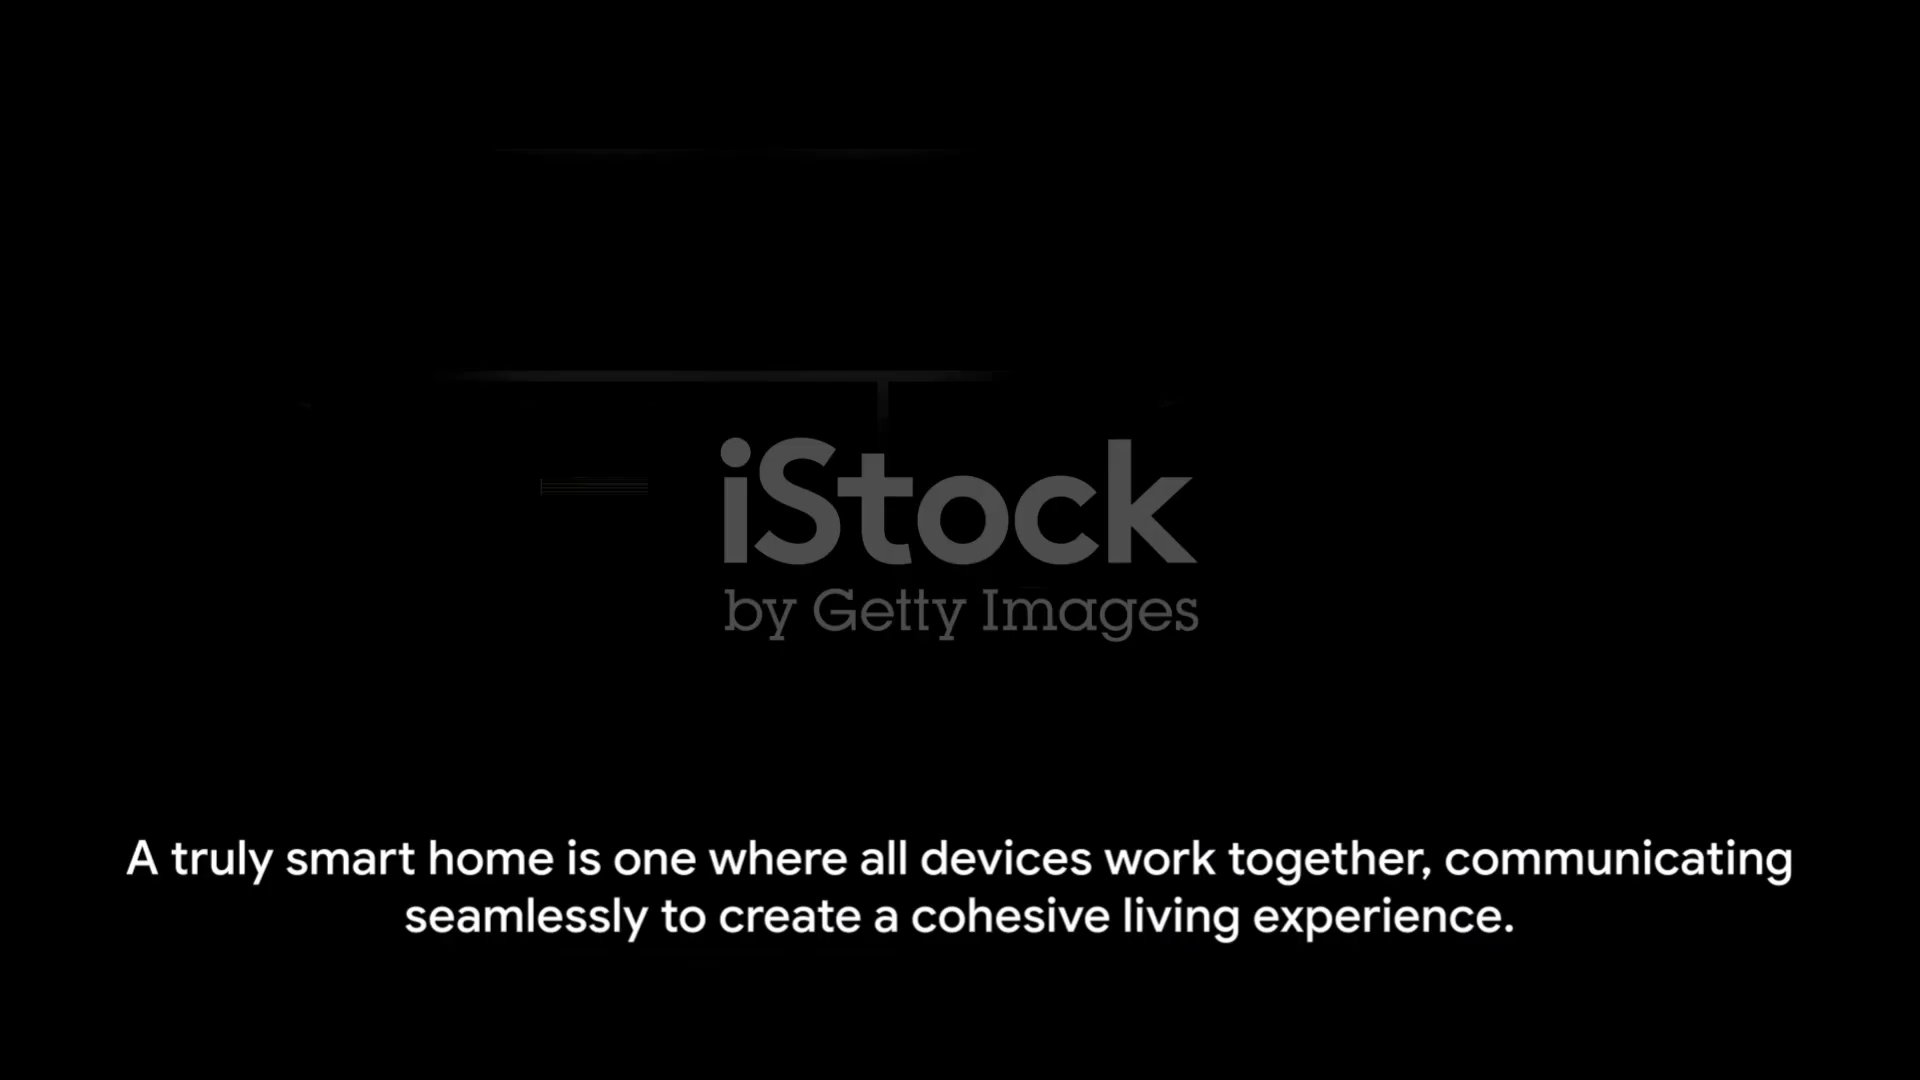 iStock
by Getty Images
A truly smart home is one where all devices work together, communicating
seamlessly to create a cohesive living experience.